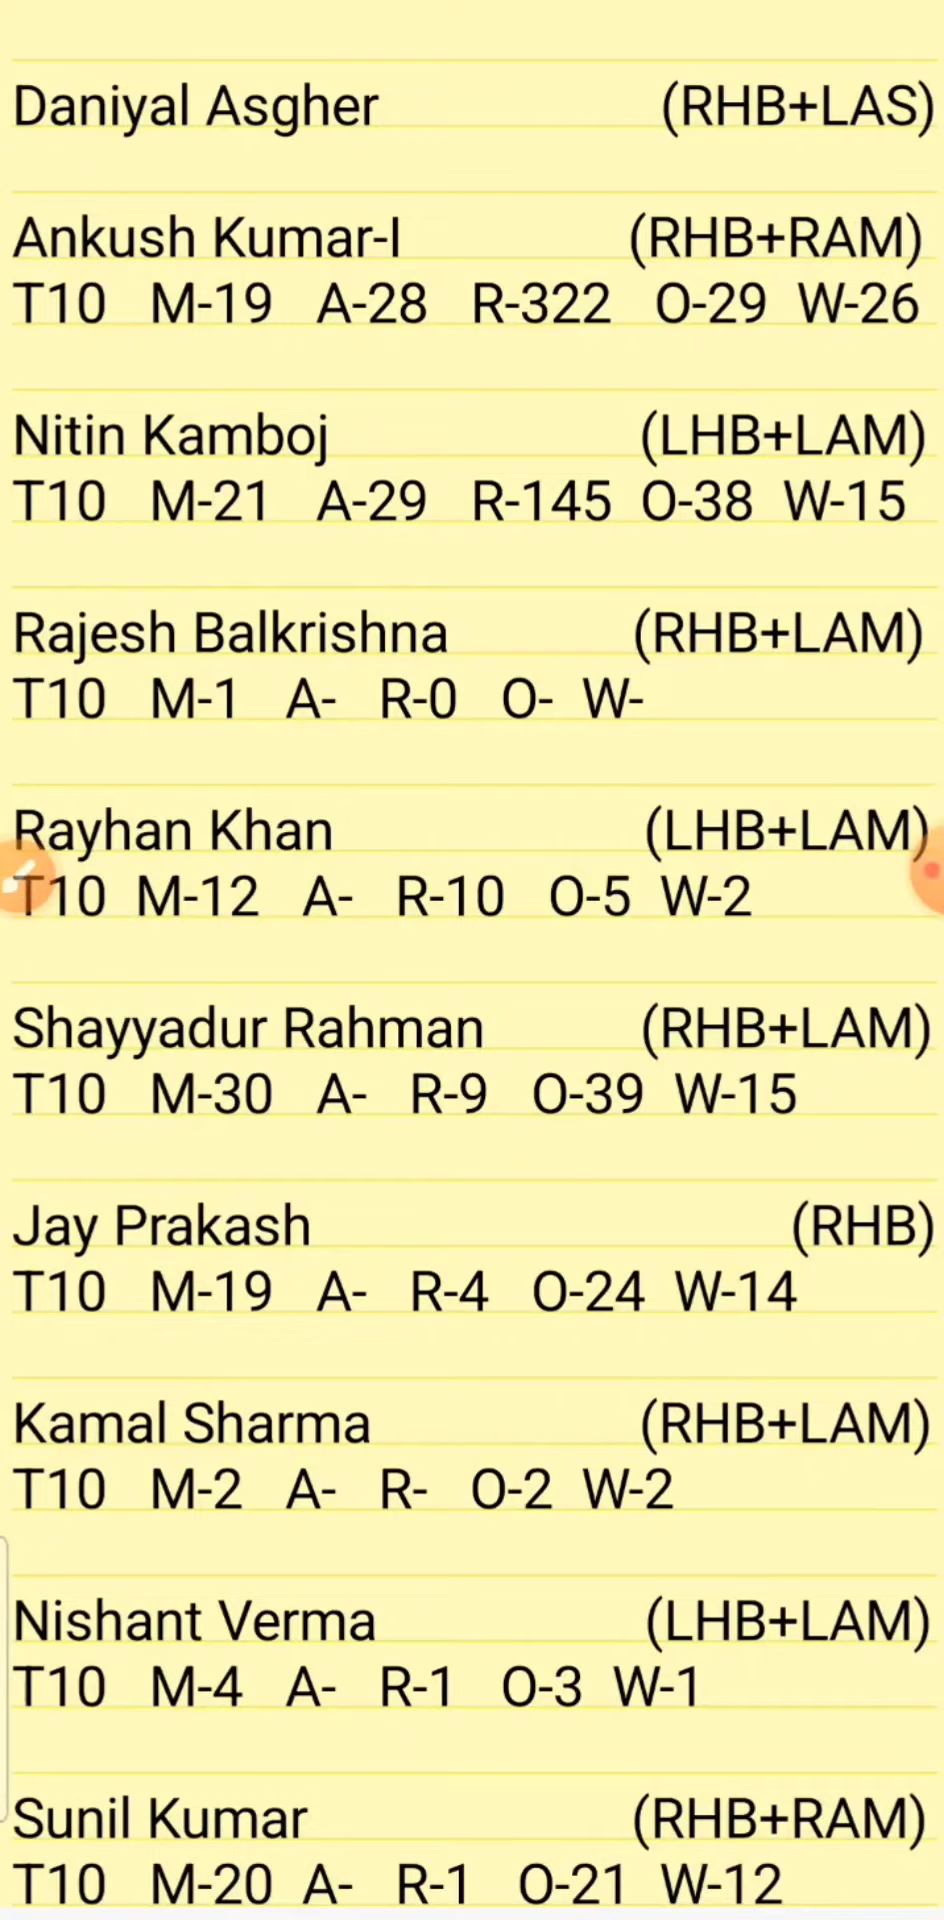 Daniyal Asgher (RHB+LAS)
Ankush Kumar-I (RHB+RAM)
T10 M-19 A-28 R-322 O-29 W-26
Nitin Kamboj (LHB+LAM)
T10 M-21 A-29 R-145 O-38 W-15
Rajesh Balkrishna (RHB+LAM)
T10 M-1 A- R-0 O- W-
Rayhan Khan (LHB+LAM)
T10 M-12 A- R-10 O-5 W-2
Shayyadur Rahman (RHB+LAM)
T10 M-30 A- R-9 O-39 W-15
Jay Prakash (RHB)
T10 M-19 A- R-4 O-24 W-14
Kamal Sharma (RHB+LAM)
T10 M-2 A- R- O-2 W-2
Nishant Verma (LHB+LAM)
T10 M-4 A- R-1 O-3 W-1
Sunil Kumar (RHB+RAM)
T10 M-20 A- R-1 O-21 W-12